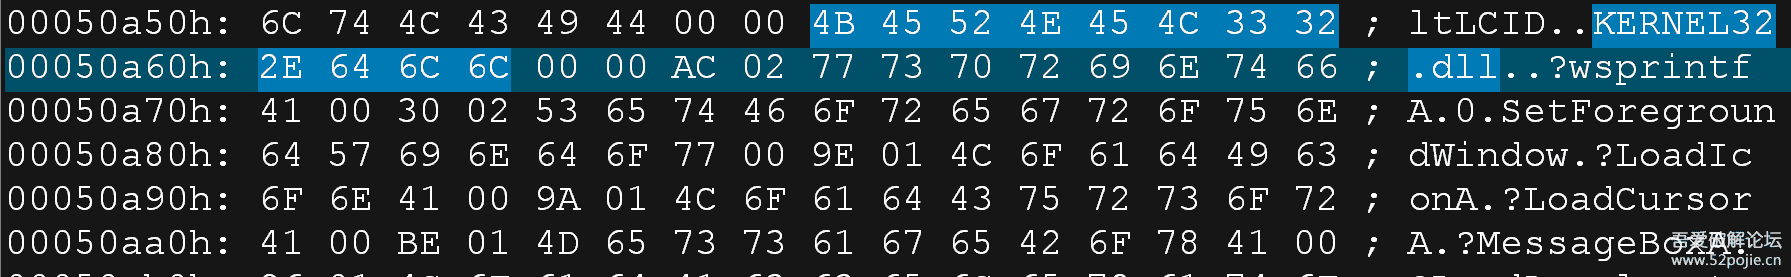 00050a50h: 6C 74 4C 43 49 44 00 00 4B 45 52 4E 45 4C 33 32 ; ltLCID..KERNEL32
00050a60h: 2E 64 6C 6C 00 00 AC 02 77 73 70 72 69 6E 74 66 ; .dll..?wsprintf
00050a70h: 41 00 30 02 53 65 74 46 6F 72 65 67 72 6F 75 6E ; A.0.SetForegroun
00050a80h: 64 57 69 6E 64 6F 77 00 9E 01 4C 6F 61 64 49 63 ; dWindow.?LoadIc
00050a90h: 6F 6E 41 00 9A 01 4C 6F 61 64 43 75 72 73 6F 72 ; onA.?LoadCursor
00050aa0h: 41 00 BE 01 4D 65 73 73 61 67 65 42 6F 78 41 00 ; A.?MessageBoxA.
吾爱破解论坛
www.52pojie.cn